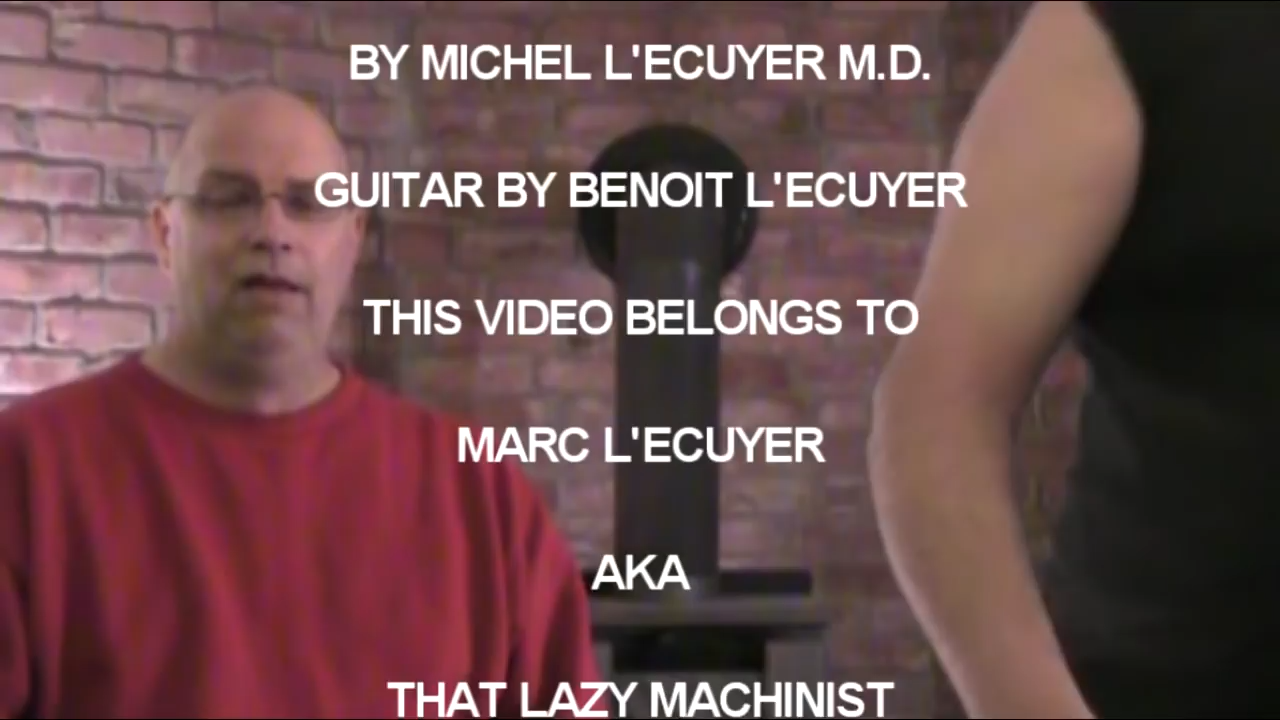 BY MICHEL L'ECUYER M.D.
GUITAR BY BENOIT L'ECUYER
THIS VIDEO BELONGS TO
MARC L'ECUYER
AKA
THAT LAZY MACHINIST